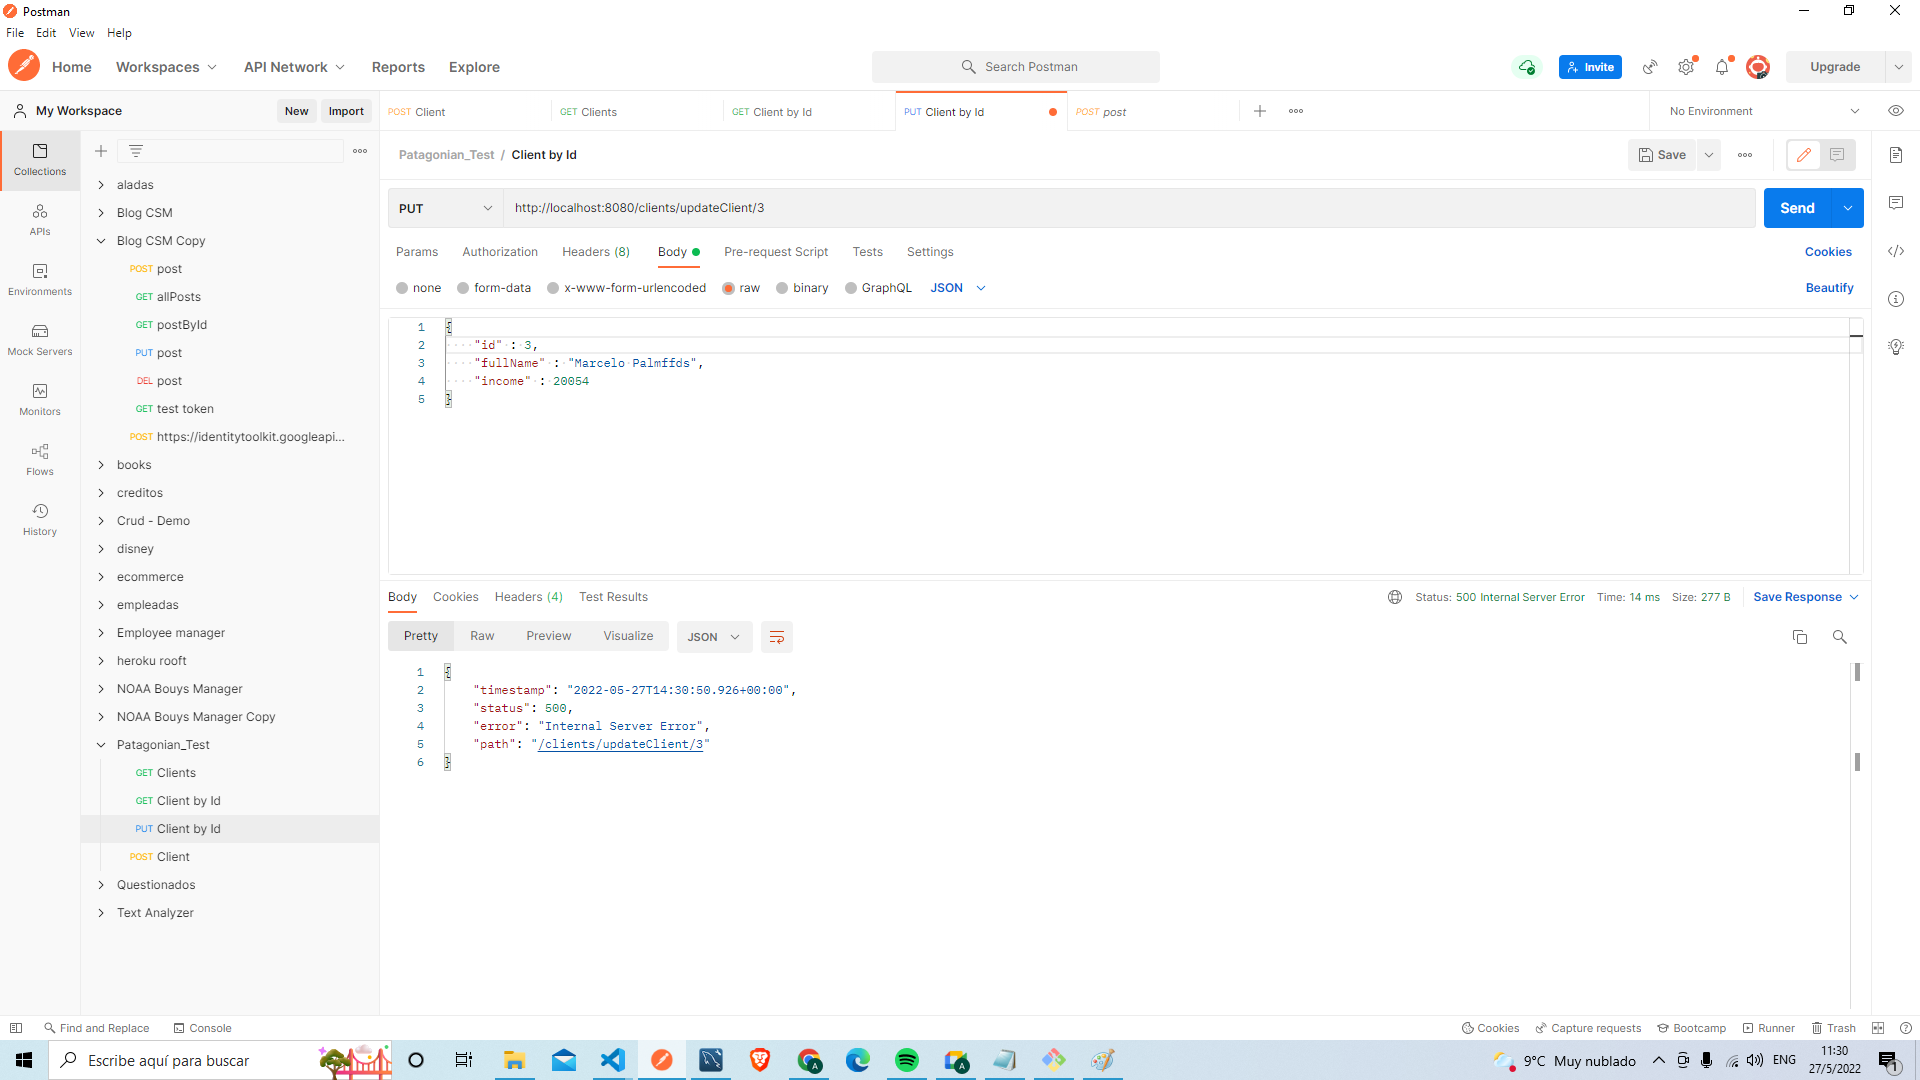 Postman
File Edit View Help
Home Workspaces API Network Reports Explore
Search Postman
Invite
Upgrade
My Workspace
New Import
POST Client
GET Clients
GET Client by Id
PUT Client by Id
POST post
No Environment
Collections
APIs
Environments
Mock Servers
Monitors
Flows
History
aladas
Blog CSM
Blog CSM Copy
POST post
GET allPosts
GET postById
PUT post
DEL post
GET test token
POST https://identitytoolkit.googleapi...
books
creditos
Crud - Demo
disney
ecommerce
empleadas
Employee manager
heroku rooft
NOAA Bouys Manager
NOAA Bouys Manager Copy
Patagonian_Test
GET Clients
GET Client by Id
PUT Client by Id
POST Client
Questionados
Text Analyzer
Patagonian_Test / Client by Id
Save
PUT
http://localhost:8080/clients/updateClient/3
Send
Params Authorization Headers (8) Body Pre-request Script Tests Settings
Cookies
none form-data x-www-form-urlencoded raw binary GraphQL JSON
Beautify
1 {
2 ····"id" : 3,
3 ····"fullName" : "Marcelo Palmffds",
4 ····"income" : 20054
5 }
Body Cookies Headers (4) Test Results
Status: 500 Internal Server Error Time: 14 ms Size: 277 B
Save Response
Pretty Raw Preview Visualize JSON
1 {
2 "timestamp": "2022-05-27T14:30:50.926+00:00",
3 "status": 500,
4 "error": "Internal Server Error",
5 "path": "/clients/updateClient/3"
6 }
Find and Replace Console
Cookies Capture requests Bootcamp Runner Trash
Escribe aquí para buscar
9°C Muy nublado
ENG
11:30
27/5/2022
1